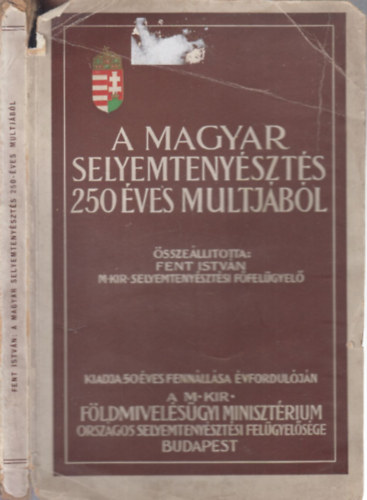 FENT ISTVÁN: A MAGYAR SELYEMTENYÉSZTÉS 250-ÉVES MULTJÁBÓL
A MAGYAR
SELYEMTENYÉSZTÉS
250 ÉVES MULTJÁBÓL
ÖSSZEÁLLITOTTA:
FENT ISTVÁN
M·KIR·SELYEMTENYÉSZTÉSI FŐFELÜGYELŐ
KIADJA 50 ÉVES FENNÁLLÁSA ÉVFORDULÓJÁN
A M·KIR·
FÖLDMIVELÉSÜGYI MINISZTÉRIUM
ORSZÁGOS SELYEMTENYÉSZTÉSI FELÜGYELŐSÉGE
BUDAPEST